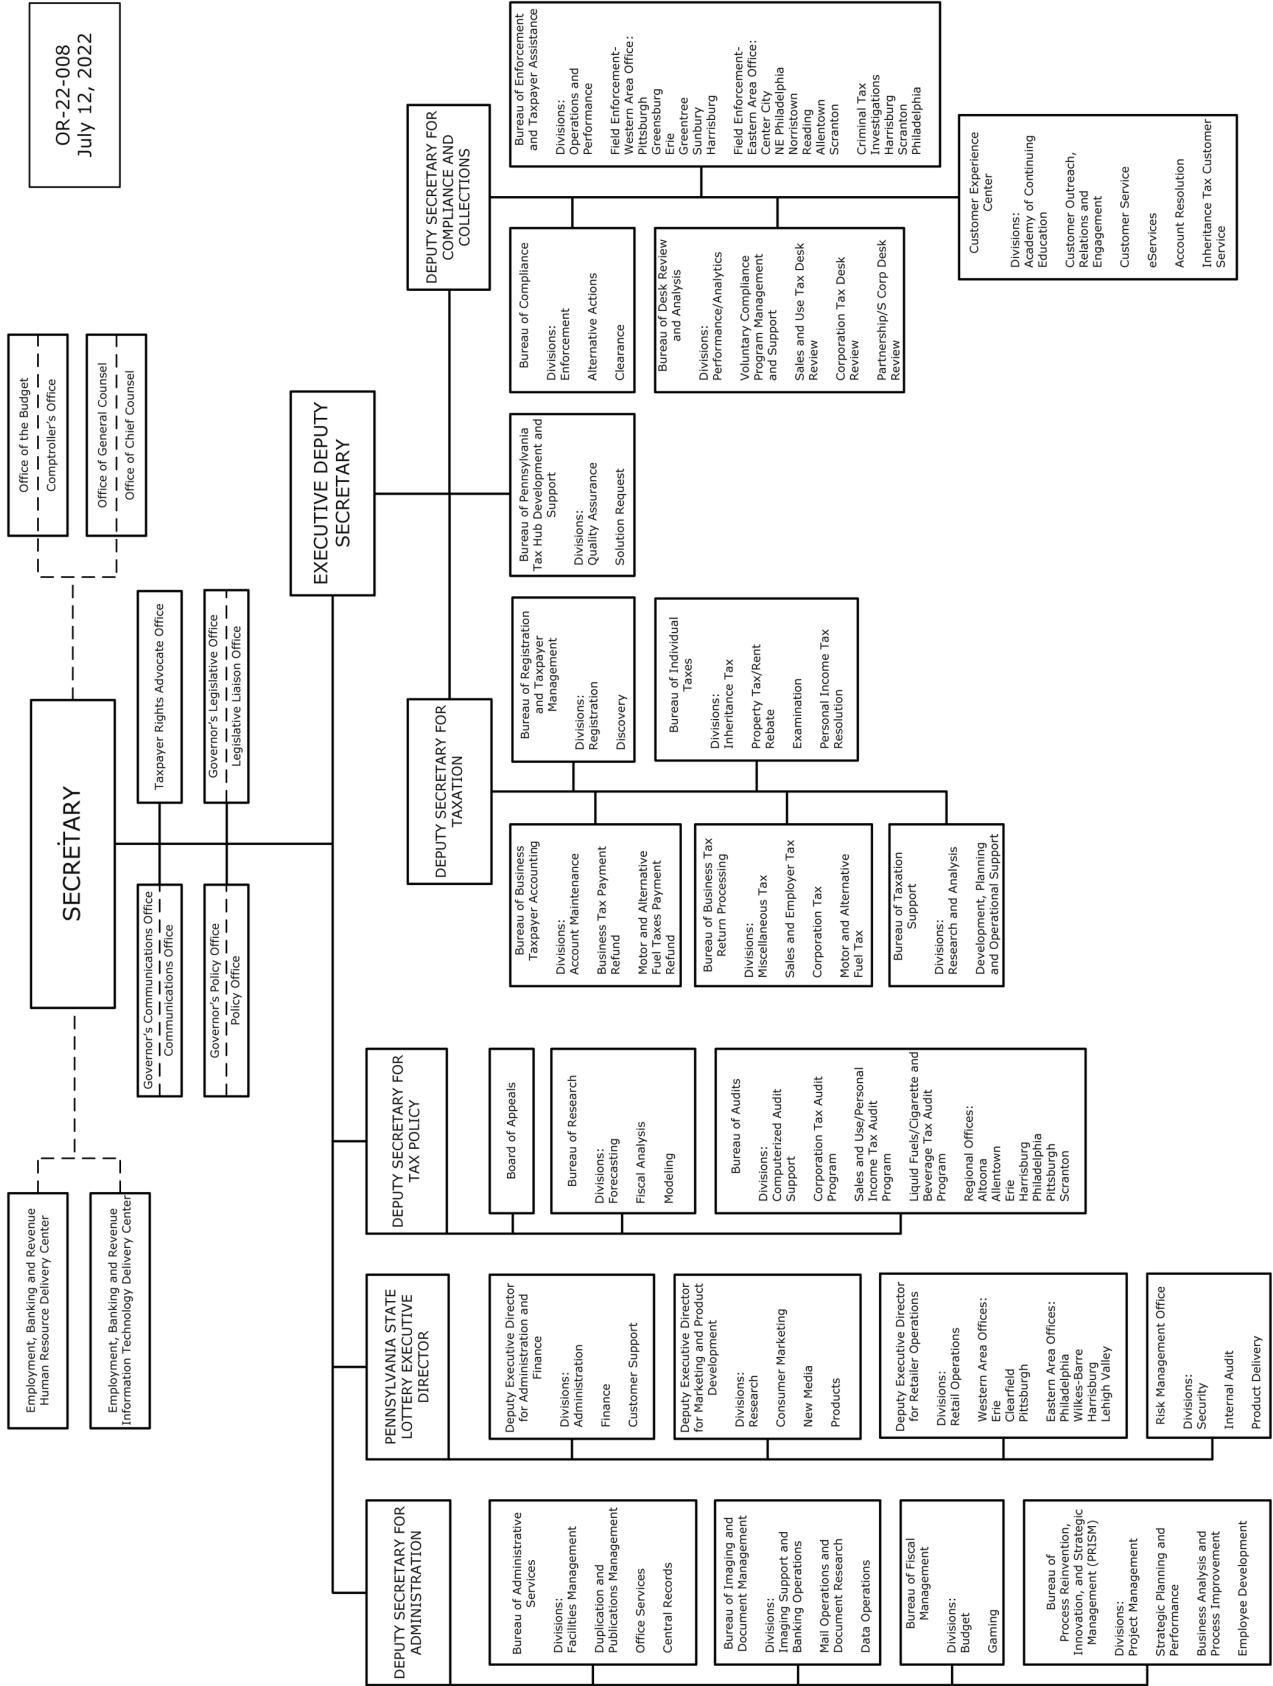 OR-22-008
July 12, 2022
Employment, Banking and Revenue
Human Resource Delivery Center
Employment, Banking and Revenue
Information Technology Delivery Center
SECRETARY
Office of the Budget
Comptroller's Office
Office of General Counsel
Office of Chief Counsel
Governor's Communications Office
Communications Office
Taxpayer Rights Advocate Office
Governor's Policy Office
Policy Office
Governor's Legislative Office
Legislative Liaison Office
EXECUTIVE DEPUTY
SECRETARY
DEPUTY SECRETARY FOR
ADMINISTRATION
Bureau of Administrative
Services
Divisions:
Facilities Management
Duplication and
Publications Management
Office Services
Central Records
Bureau of Imaging and
Document Management
Divisions:
Imaging Support and
Banking Operations
Mail Operations and
Document Research
Data Operations
Bureau of Fiscal
Management
Divisions:
Budget
Gaming
Bureau of
Process Reinvention,
Innovation, and Strategic
Management (PRISM)
Divisions:
Project Management
Strategic Planning and
Performance
Business Analysis and
Process Improvement
Employee Development
PENNSYLVANIA STATE
LOTTERY EXECUTIVE
DIRECTOR
Deputy Executive Director
for Administration and
Finance
Divisions:
Administration
Finance
Customer Support
Deputy Executive Director
for Marketing and Product
Development
Divisions:
Research
Consumer Marketing
New Media
Products
Deputy Executive Director
for Retailer Operations
Divisions:
Retail Operations
Western Area Offices:
Erie
Clearfield
Pittsburgh
Eastern Area Offices:
Philadelphia
Wilkes-Barre
Harrisburg
Lehigh Valley
Risk Management Office
Divisions:
Security
Internal Audit
Product Delivery
DEPUTY SECRETARY FOR
TAX POLICY
Board of Appeals
Bureau of Research
Divisions:
Forecasting
Fiscal Analysis
Modeling
Bureau of Audits
Divisions:
Computerized Audit
Support
Corporation Tax Audit
Program
Sales and Use/Personal
Income Tax Audit
Program
Liquid Fuels/Cigarette and
Beverage Tax Audit
Program
Regional Offices:
Altoona
Allentown
Erie
Harrisburg
Philadelphia
Pittsburgh
Scranton
DEPUTY SECRETARY FOR
TAXATION
Bureau of Business
Taxpayer Accounting
Divisions:
Account Maintenance
Business Tax Payment
Refund
Motor and Alternative
Fuel Taxes Payment
Refund
Bureau of Business Tax
Return Processing
Divisions:
Miscellaneous Tax
Sales and Employer Tax
Corporation Tax
Motor and Alternative
Fuel Tax
Bureau of Taxation
Support
Divisions:
Research and Analysis
Development, Planning
and Operational Support
Bureau of Registration
and Taxpayer
Management
Divisions:
Registration
Discovery
Bureau of Individual
Taxes
Divisions:
Inheritance Tax
Property Tax/Rent
Rebate
Examination
Personal Income Tax
Resolution
Bureau of Pennsylvania
Tax Hub Development and
Support
Divisions:
Quality Assurance
Solution Request
DEPUTY SECRETARY FOR
COMPLIANCE AND
COLLECTIONS
Bureau of Compliance
Divisions:
Enforcement
Alternative Actions
Clearance
Bureau of Desk Review
and Analysis
Divisions:
Performance/Analytics
Voluntary Compliance
Program Management
and Support
Sales and Use Tax Desk
Review
Corporation Tax Desk
Review
Partnership/S Corp Desk
Review
Bureau of Enforcement
and Taxpayer Assistance
Divisions:
Operations and
Performance
Field Enforcement-
Western Area Office:
Pittsburgh
Greensburg
Erie
Greentree
Sunbury
Harrisburg
Field Enforcement-
Eastern Area Office:
Center City
NE Philadelphia
Norristown
Reading
Allentown
Scranton
Criminal Tax
Investigations
Harrisburg
Scranton
Philadelphia
Customer Experience
Center
Divisions:
Academy of Continuing
Education
Customer Outreach,
Relations and
Engagement
Customer Service
eServices
Account Resolution
Inheritance Tax Customer
Service